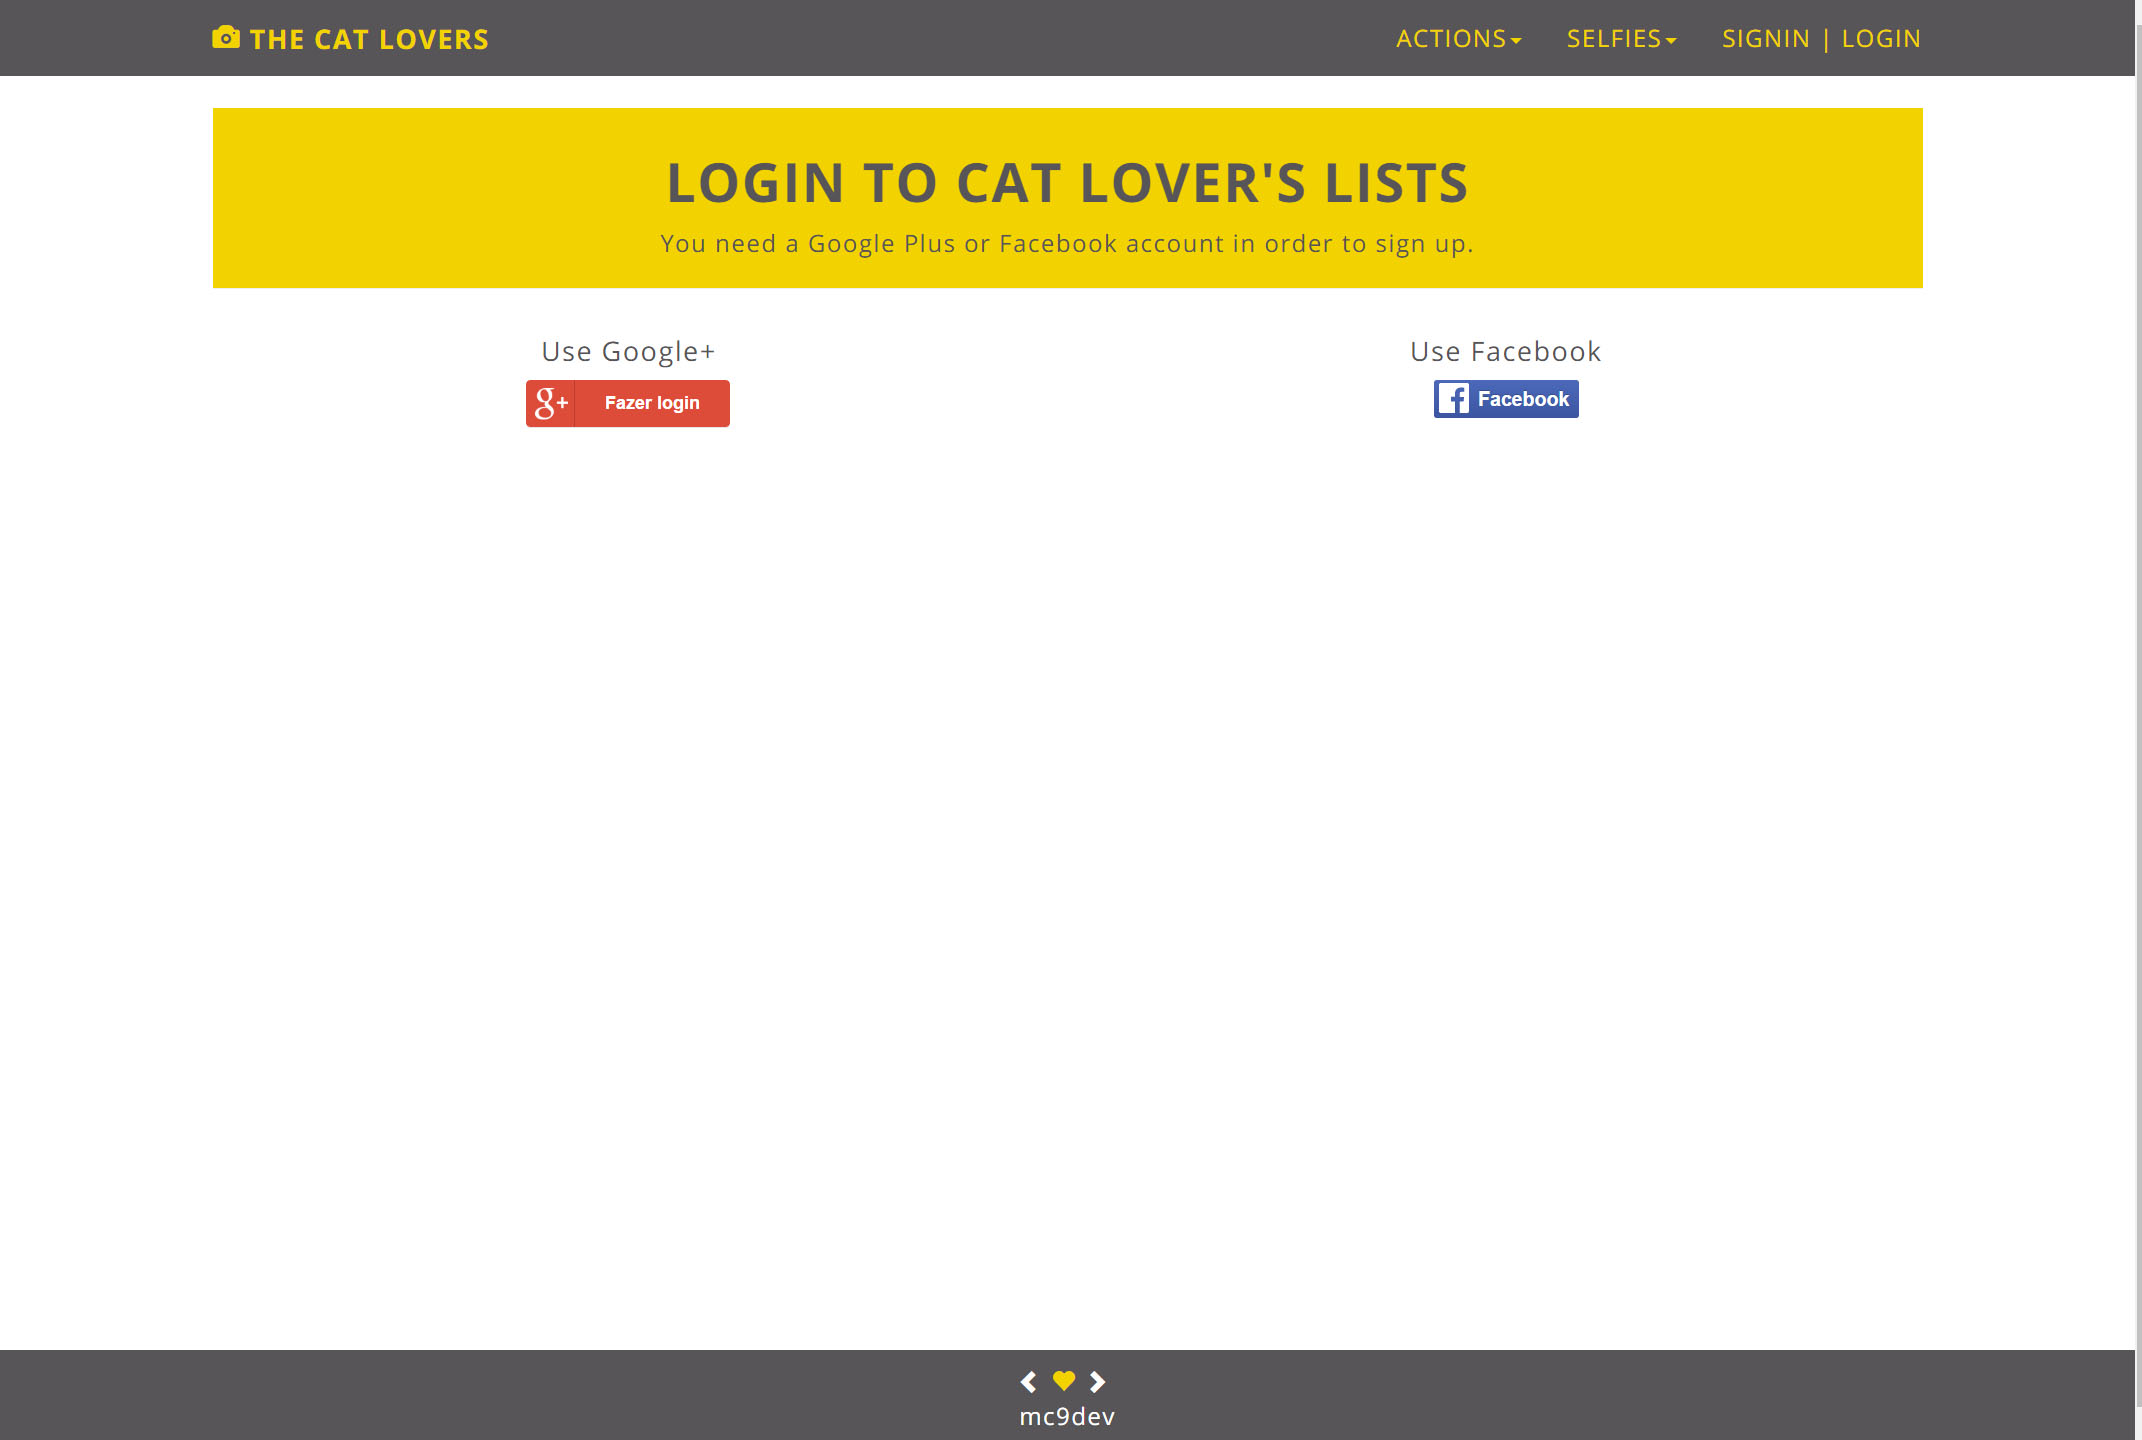 THE CAT LOVERS
ACTIONS SELFIES SIGNIN | LOGIN
LOGIN TO CAT LOVER'S LISTS
You need a Google Plus or Facebook account in order to sign up.
Use Google+
g+ Fazer login
Use Facebook
f Facebook
mc9dev